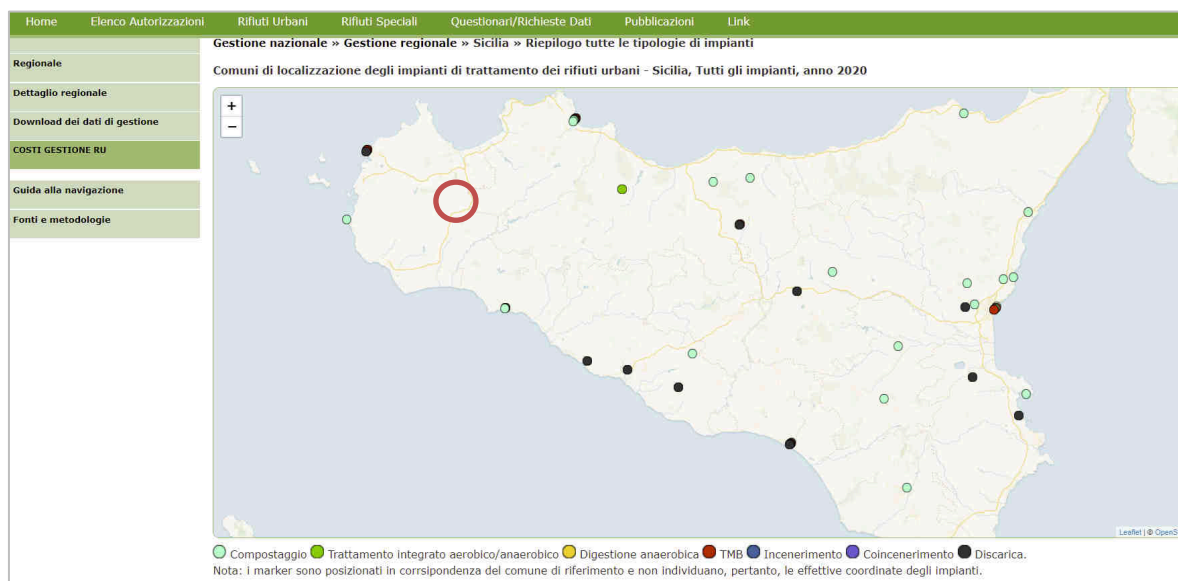 Home Elenco Autorizzazioni Rifiuti Urbani Rifiuti Speciali Questionari/Richieste Dati Pubblicazioni Link
Gestione nazionale » Gestione regionale » Sicilia » Riepilogo tutte le tipologie di impianti
Regionale
Comuni di localizzazione degli impianti di trattamento dei rifiuti urbani - Sicilia, Tutti gli impianti, anno 2020
Dettaglio regionale
Download dei dati di gestione
COSTI GESTIONE RU
Guida alla navigazione
Fonti e metodologie
+
−
Leaflet | © OpenS
Compostaggio Trattamento integrato aerobico/anaerobico Digestione anaerobica TMB Incenerimento Coincenerimento Discarica.
Nota: i marker sono posizionati in corrsipondenza del comune di riferimento e non individuano, pertanto, le effettive coordinate degli impianti.